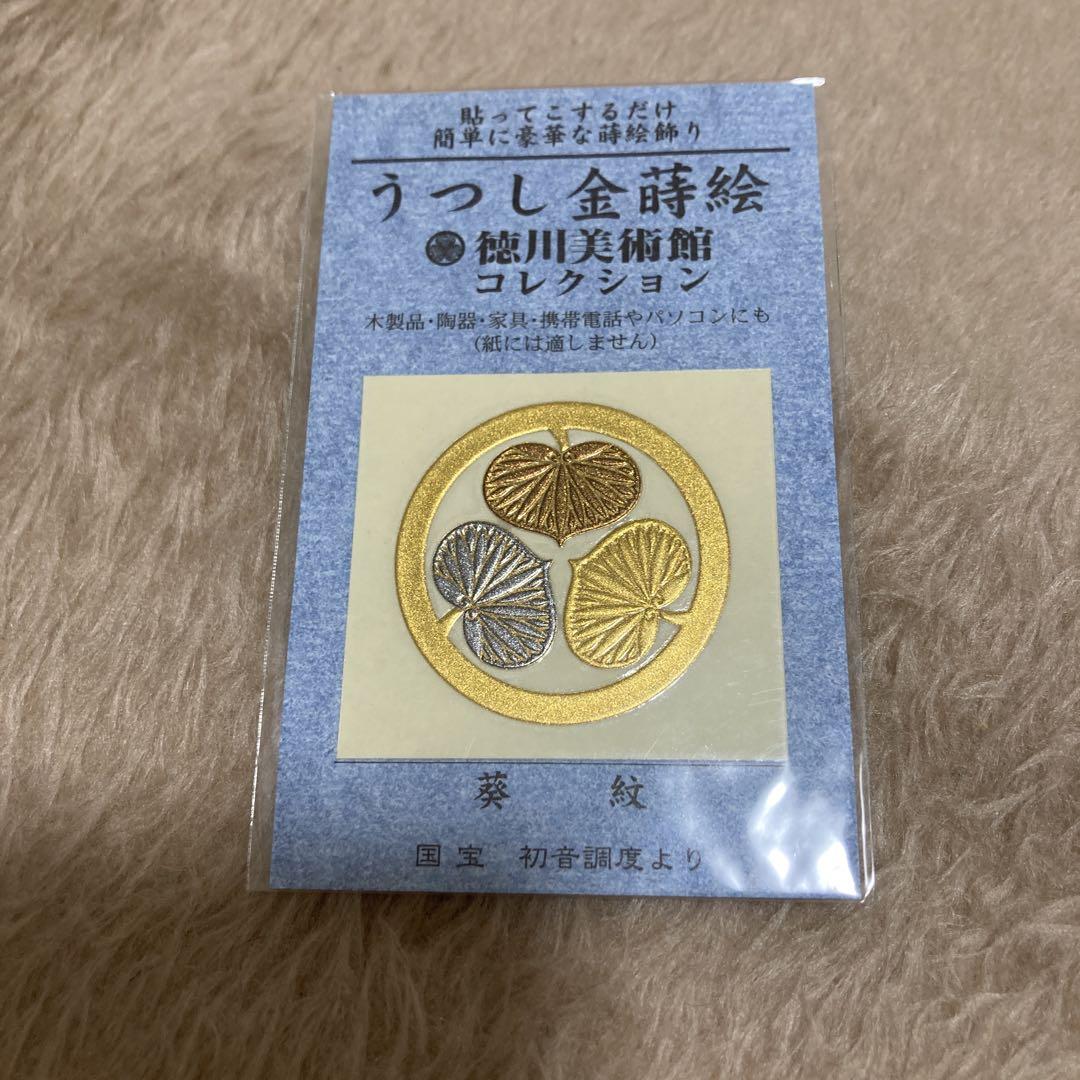 貼ってこするだけ
簡単に豪華な蒔絵飾り
うつし金蒔絵
徳川美術館
コレクション
木製品・陶器・家具・携帯電話やパソコンにも
(紙には適しません)
葵 紋
国宝 初音調度より